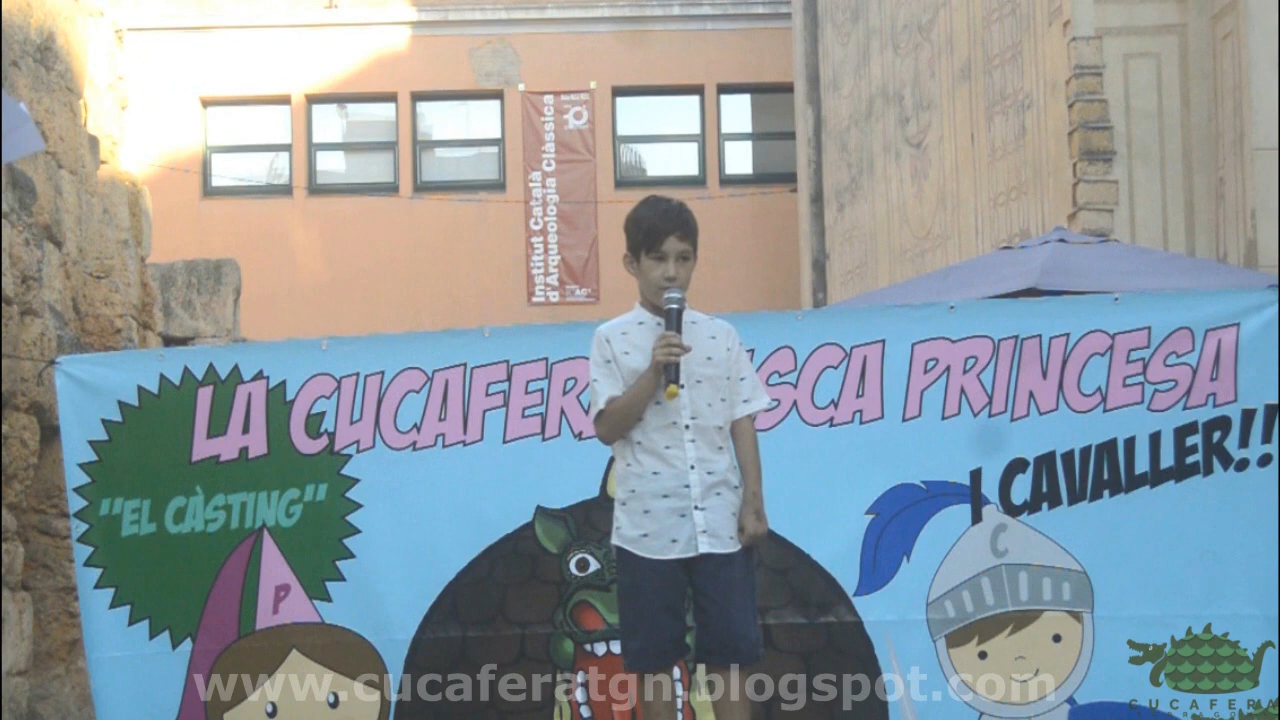 Institut Català
d'Arqueologia Clàssica
LA CUCAFER SCA PRINCESA
I CAVALLER!!
"EL CÀSTING"
C
P
www.cucaferatgn.blogspot.com
CUCAFERA